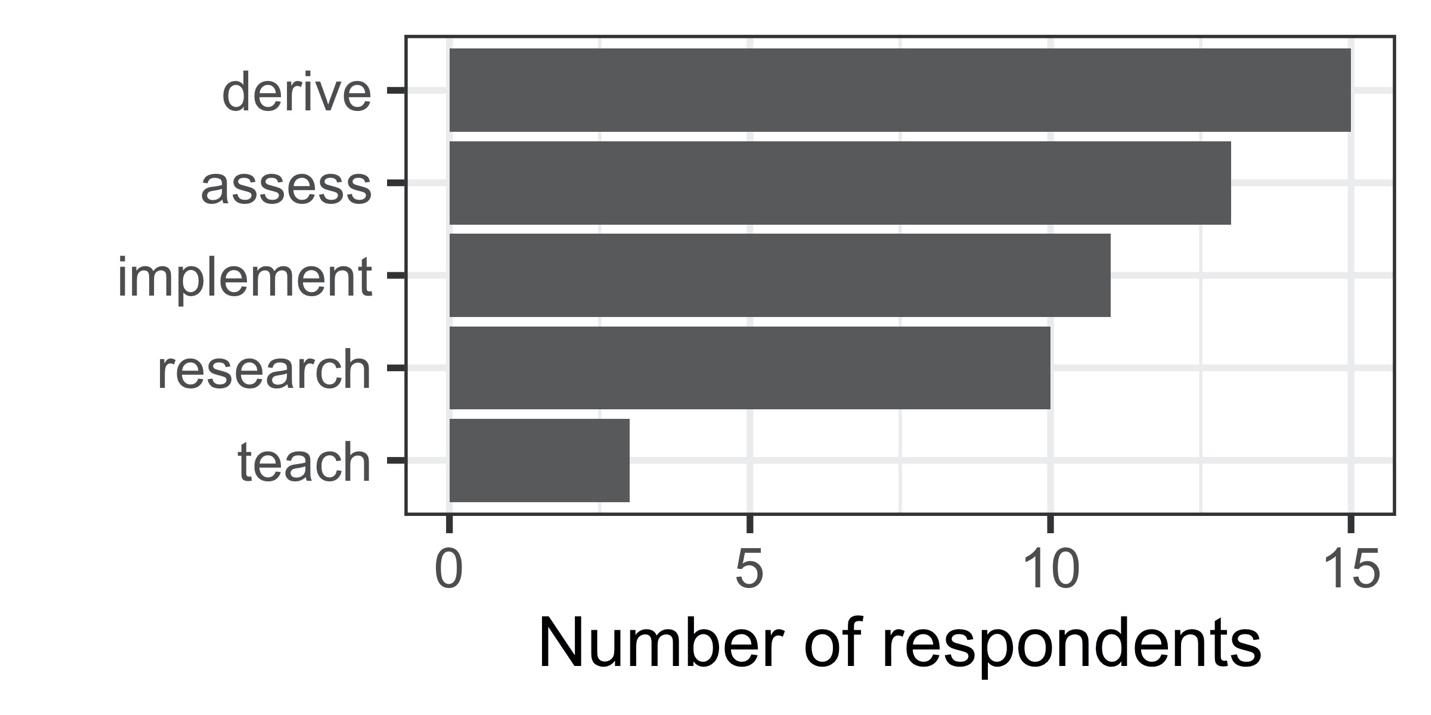 derive
assess
implement
research
teach
0 5 10 15
Number of respondents